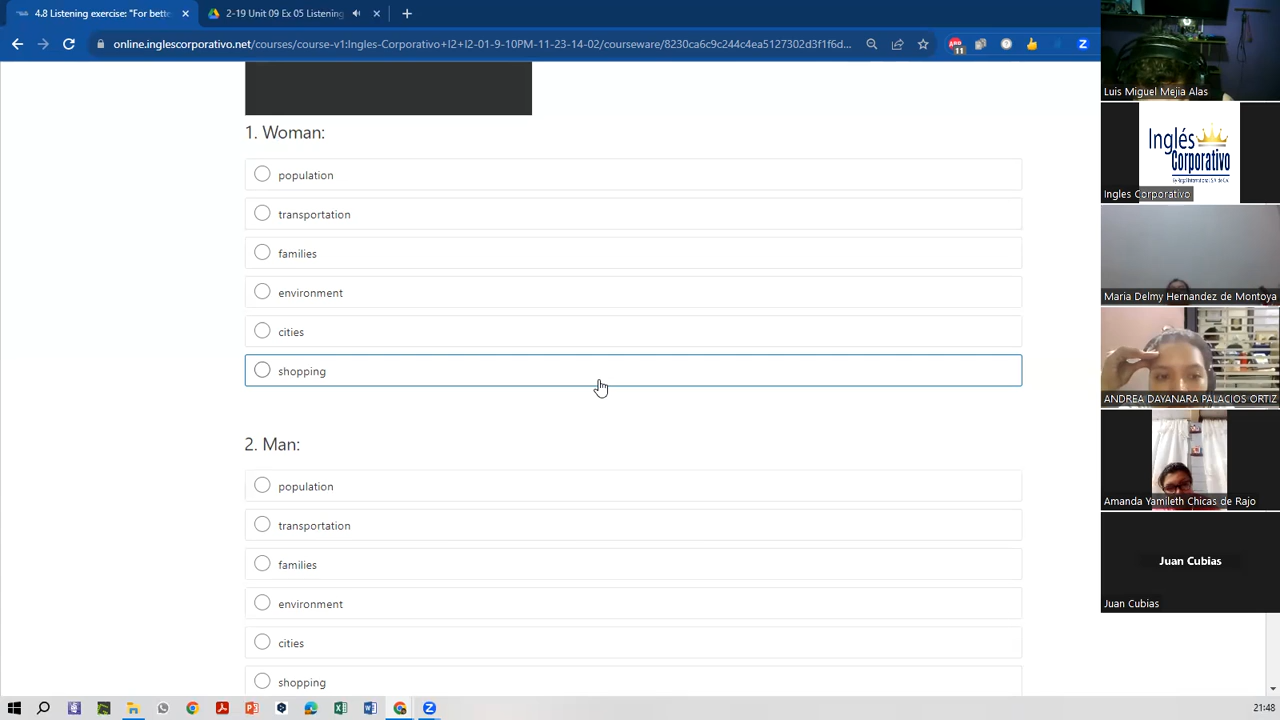 4.8 Listening exercise: "For bette
2-19 Unit 09 Ex 05 Listening
online.inglescorporativo.net/courses/course-v1:Ingles-Corporativo+I2+I2-01-9-10PM-11-23-14-02/courseware/8230ca6c9c244c4ea5127302d3f1f6d...
11
1. Woman:
population
transportation
families
environment
cities
shopping
2. Man:
population
transportation
families
environment
cities
shopping
Luis Miguel Mejia Alas
Inglés
Corporativo
Ingles Corporativo
Maria Delmy Hernandez de Montoya
ANDREA DAYANARA PALACIOS ORTIZ
Amanda Yamileth Chicas de Rajo
Juan Cubias
Juan Cubias
21:48